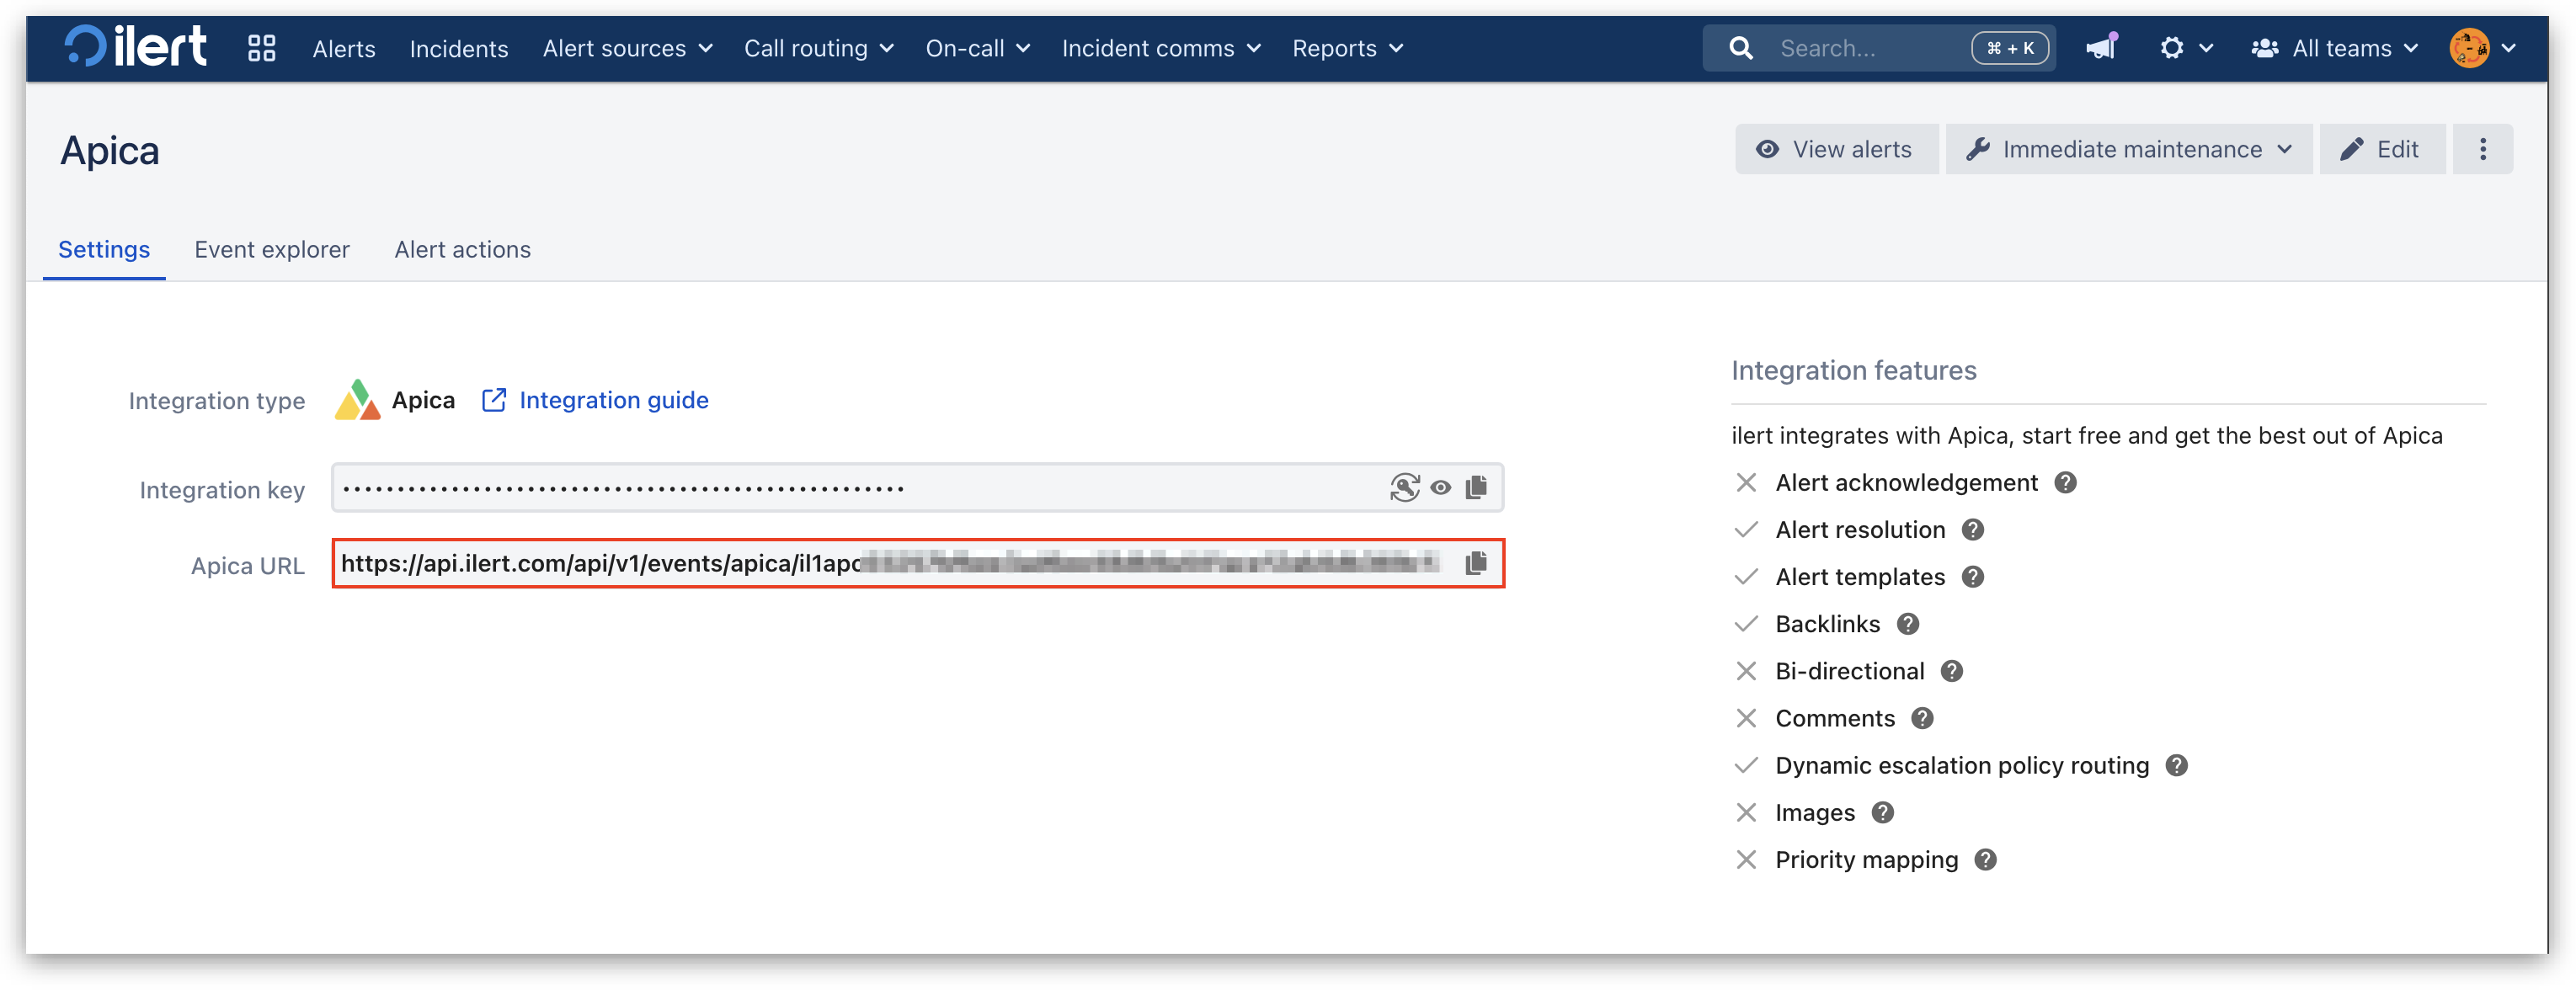 ilert Alerts Incidents Alert sources Call routing On-call Incident comms Reports Search... ⌘ + K All teams
Apica
View alerts Immediate maintenance Edit
Settings Event explorer Alert actions
Integration type Apica Integration guide
Integration key ••••••••••••••••••••••••••••••••••••••••••••••••••••
Apica URL https://api.ilert.com/api/v1/events/apica/il1apc
Integration features
ilert integrates with Apica, start free and get the best out of Apica
Alert acknowledgement
Alert resolution
Alert templates
Backlinks
Bi-directional
Comments
Dynamic escalation policy routing
Images
Priority mapping